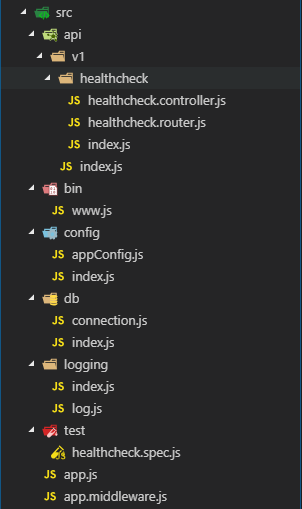 src
api
v1
healthcheck
JS healthcheck.controller.js
JS healthcheck.router.js
JS index.js
JS index.js
bin
JS www.js
config
JS appConfig.js
JS index.js
db
JS connection.js
JS index.js
logging
JS index.js
JS log.js
test
healthcheck.spec.js
JS app.js
JS app.middleware.js